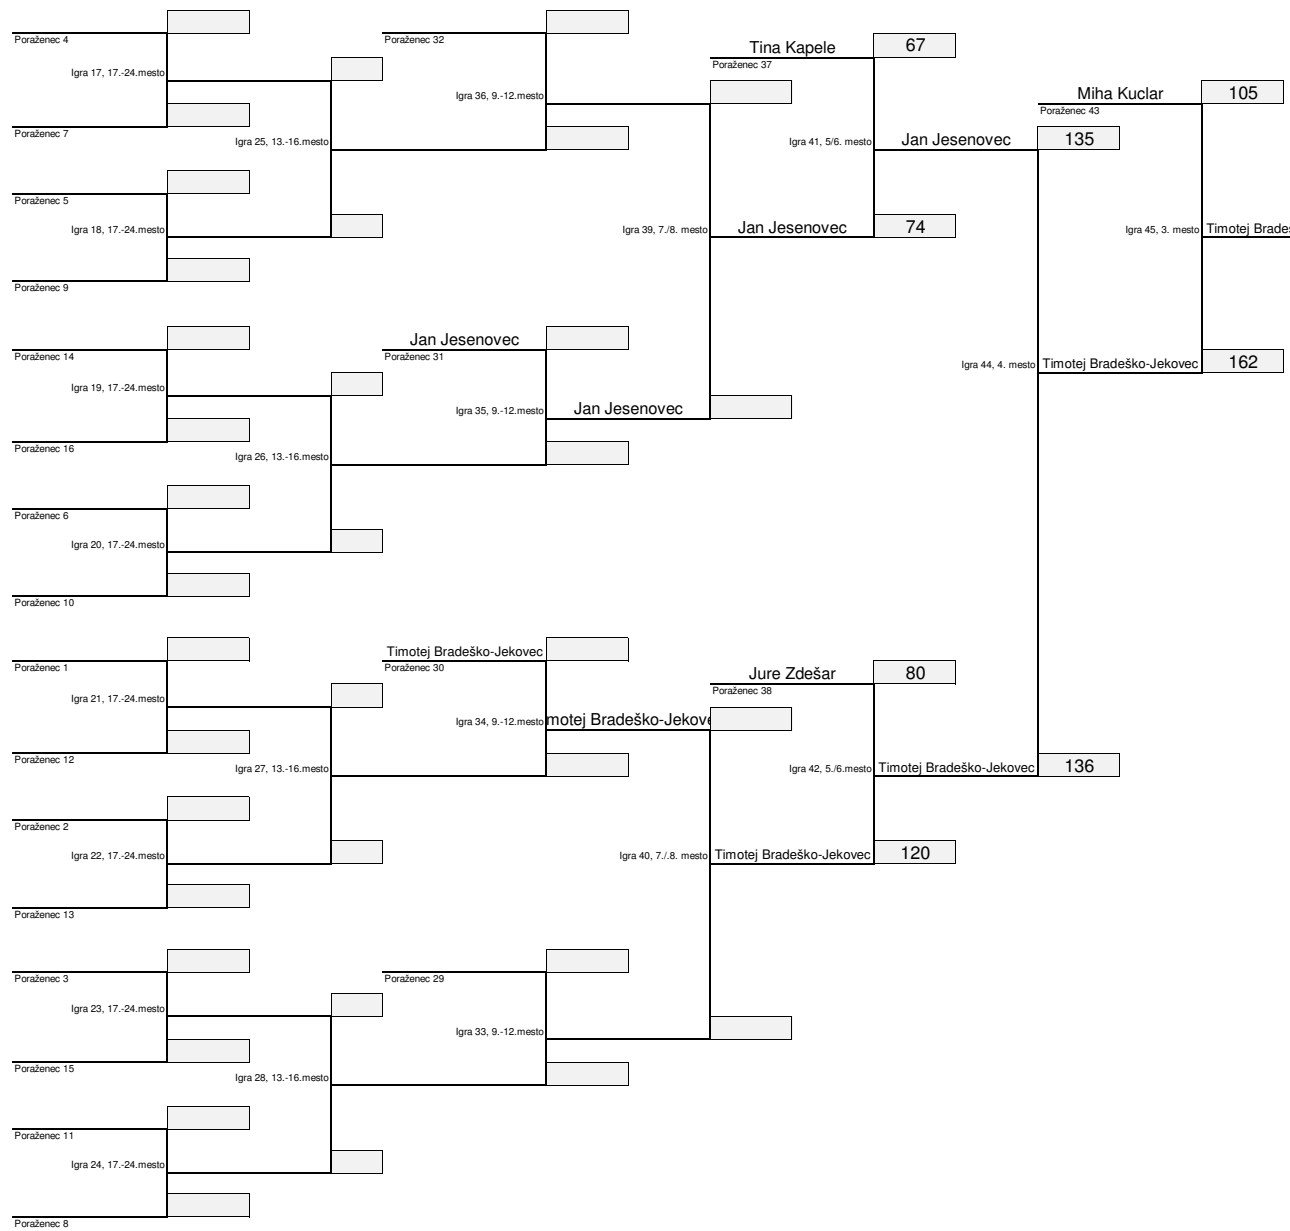 Poraženec 4
Igra 17, 17.-24.mesto
Poraženec 7
Igra 25, 13.-16.mesto
Poraženec 5
Igra 18, 17.-24.mesto
Poraženec 9
Poraženec 14
Igra 19, 17.-24.mesto
Poraženec 16
Igra 26, 13.-16.mesto
Poraženec 6
Igra 20, 17.-24.mesto
Poraženec 10
Poraženec 1
Igra 21, 17.-24.mesto
Poraženec 12
Igra 27, 13.-16.mesto
Poraženec 2
Igra 22, 17.-24.mesto
Poraženec 13
Poraženec 3
Igra 23, 17.-24.mesto
Poraženec 15
Igra 28, 13.-16.mesto
Poraženec 11
Igra 24, 17.-24.mesto
Poraženec 8
Poraženec 32
Igra 36, 9.-12.mesto
Jan Jesenovec
Poraženec 31
Igra 35, 9.-12.mesto
Jan Jesenovec
Timotej Bradeško-Jekovec
Poraženec 30
Igra 34, 9.-12.mesto
motej Bradeško-Jekove
Poraženec 29
Igra 33, 9.-12.mesto
Tina Kapele 67
Poraženec 37
Igra 41, 5/6. mesto
Igra 39, 7./8. mesto
Jan Jesenovec 74
Jure Zdešar 80
Poraženec 38
Igra 42, 5./6.mesto
Igra 40, 7./.8. mesto
Timotej Bradeško-Jekovec 120
Jan Jesenovec 135
Igra 44, 4. mesto
Timotej Bradeško-Jekovec 136
Miha Kuclar 105
Poraženec 43
Igra 45, 3. mesto
Timotej Brade
Timotej Bradeško-Jekovec 162